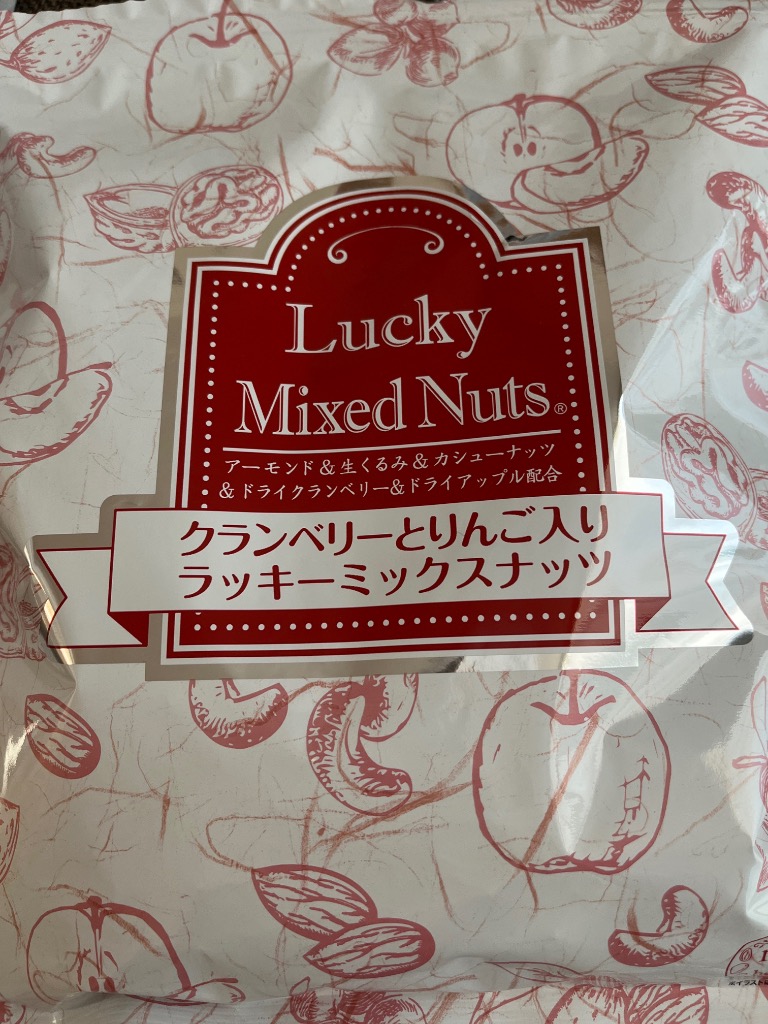 Lucky
Mixed Nuts®
アーモンド&生くるみ&カシューナッツ
&ドライクランベリー&ドライアップル配合
クランベリーとりんご入り
ラッキーミックスナッツ